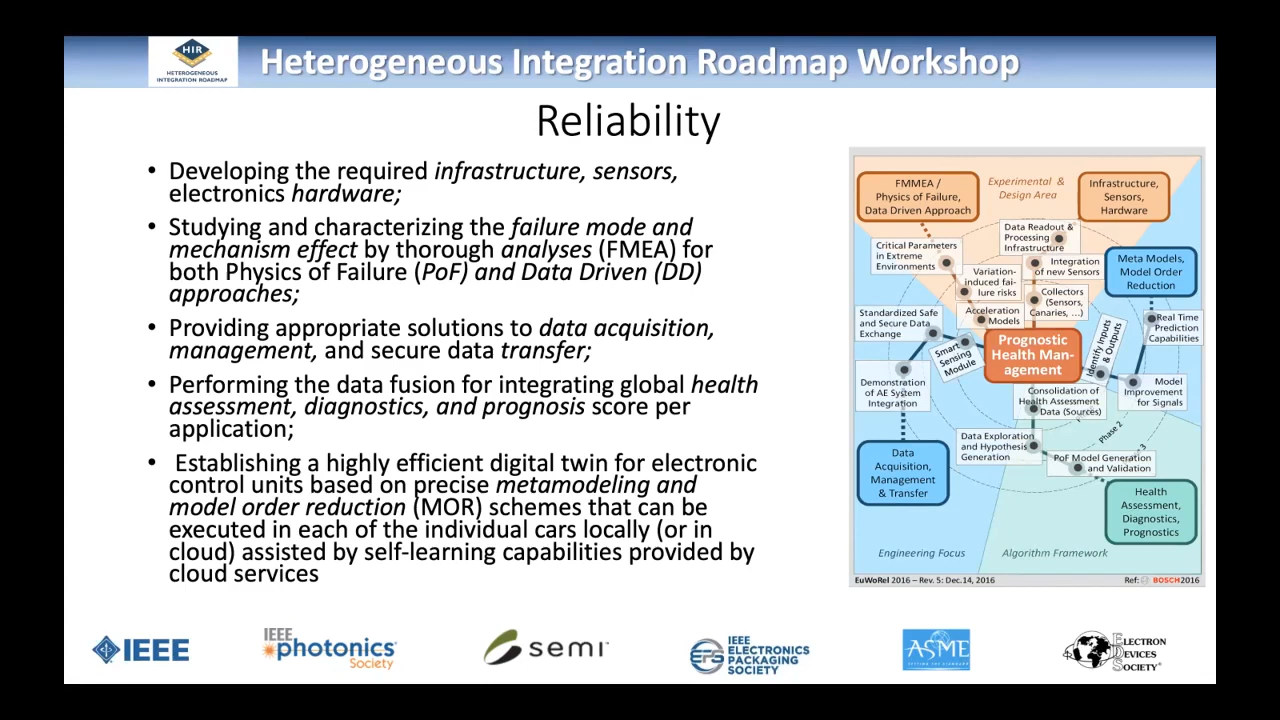 HIR
HETEROGENEOUS
INTEGRATION ROADMAP
Heterogeneous Integration Roadmap Workshop
Reliability
• Developing the required infrastructure, sensors,
electronics hardware;
• Studying and characterizing the failure mode and
mechanism effect by thorough analyses (FMEA) for
both Physics of Failure (PoF) and Data Driven (DD)
approaches;
• Providing appropriate solutions to data acquisition,
management, and secure data transfer;
• Performing the data fusion for integrating global health
assessment, diagnostics, and prognosis score per
application;
• Establishing a highly efficient digital twin for electronic
control units based on precise metamodeling and
model order reduction (MOR) schemes that can be
executed in each of the individual cars locally (or in
cloud) assisted by self-learning capabilities provided by
cloud services
FMMEA /
Physics of Failure,
Data Driven Approach
Experimental &
Design Area
Infrastructure,
Sensors,
Hardware
Critical Parameters
in Extreme
Environments
Data Readout &
Processing
Infrastructure
Variation-
induced fai-
lure risks
Integration
of new Sensors
Meta Models,
Model Order
Reduction
Acceleration
Models
Collectors
(Sensors,
Canaries, ...)
Standardized Safe
and Secure Data
Exchange
Smart
Sensing
Module
Prognostic
Health Man-
agement
Identify Inputs
& Outputs
Real Time
Prediction
Capabilities
Demonstration
of AE System
Integration
Consolidation of
Health Assessment
Data (Sources)
Model
Improvement
for Signals
Data Exploration
and Hypothesis
Generation
Phase 2
3
PoF Model Generation
and Validation
Data
Acquisition,
Management
& Transfer
Health
Assessment,
Diagnostics,
Prognostics
Engineering Focus
Algorithm Framework
EuWoRel 2016 – Rev. 5: Dec.14, 2016
Ref: BOSCH 2016
IEEE
IEEE
photonics
Society
semi
EPS
IEEE
ELECTRONICS
PACKAGING
SOCIETY
ASME
SETTING THE STANDARD
ELECTRON
DEVICES
SOCIETY®